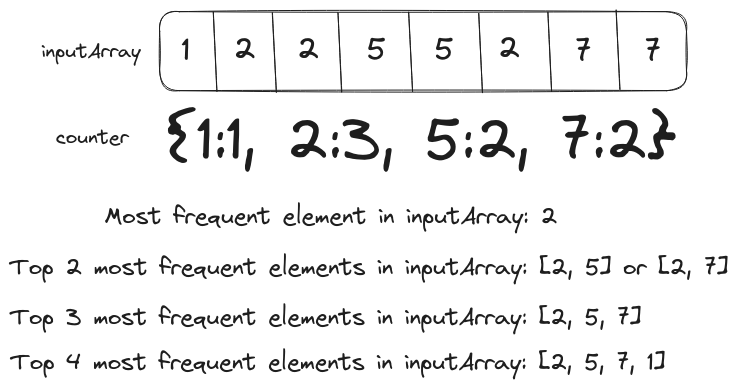 inputArray 1 2 2 5 5 2 7 7
counter {1:1, 2:3, 5:2, 7:2}
Most frequent element in inputArray: 2
Top 2 most frequent elements in inputArray: [2, 5] or [2, 7]
Top 3 most frequent elements in inputArray: [2, 5, 7]
Top 4 most frequent elements in inputArray: [2, 5, 7, 1]